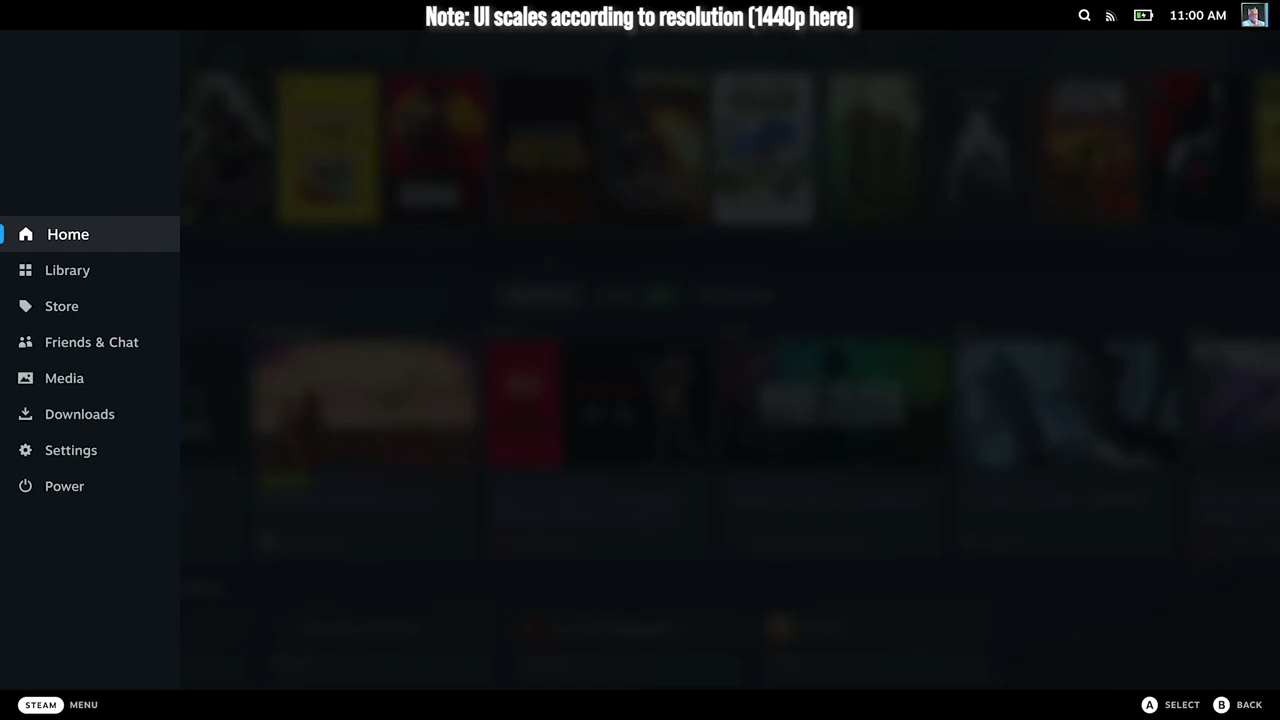 Note: UI scales according to resolution (1440p here)
11:00 AM
Home
Library
Store
Friends & Chat
Media
Downloads
Settings
Power
STEAM MENU
A SELECT B BACK